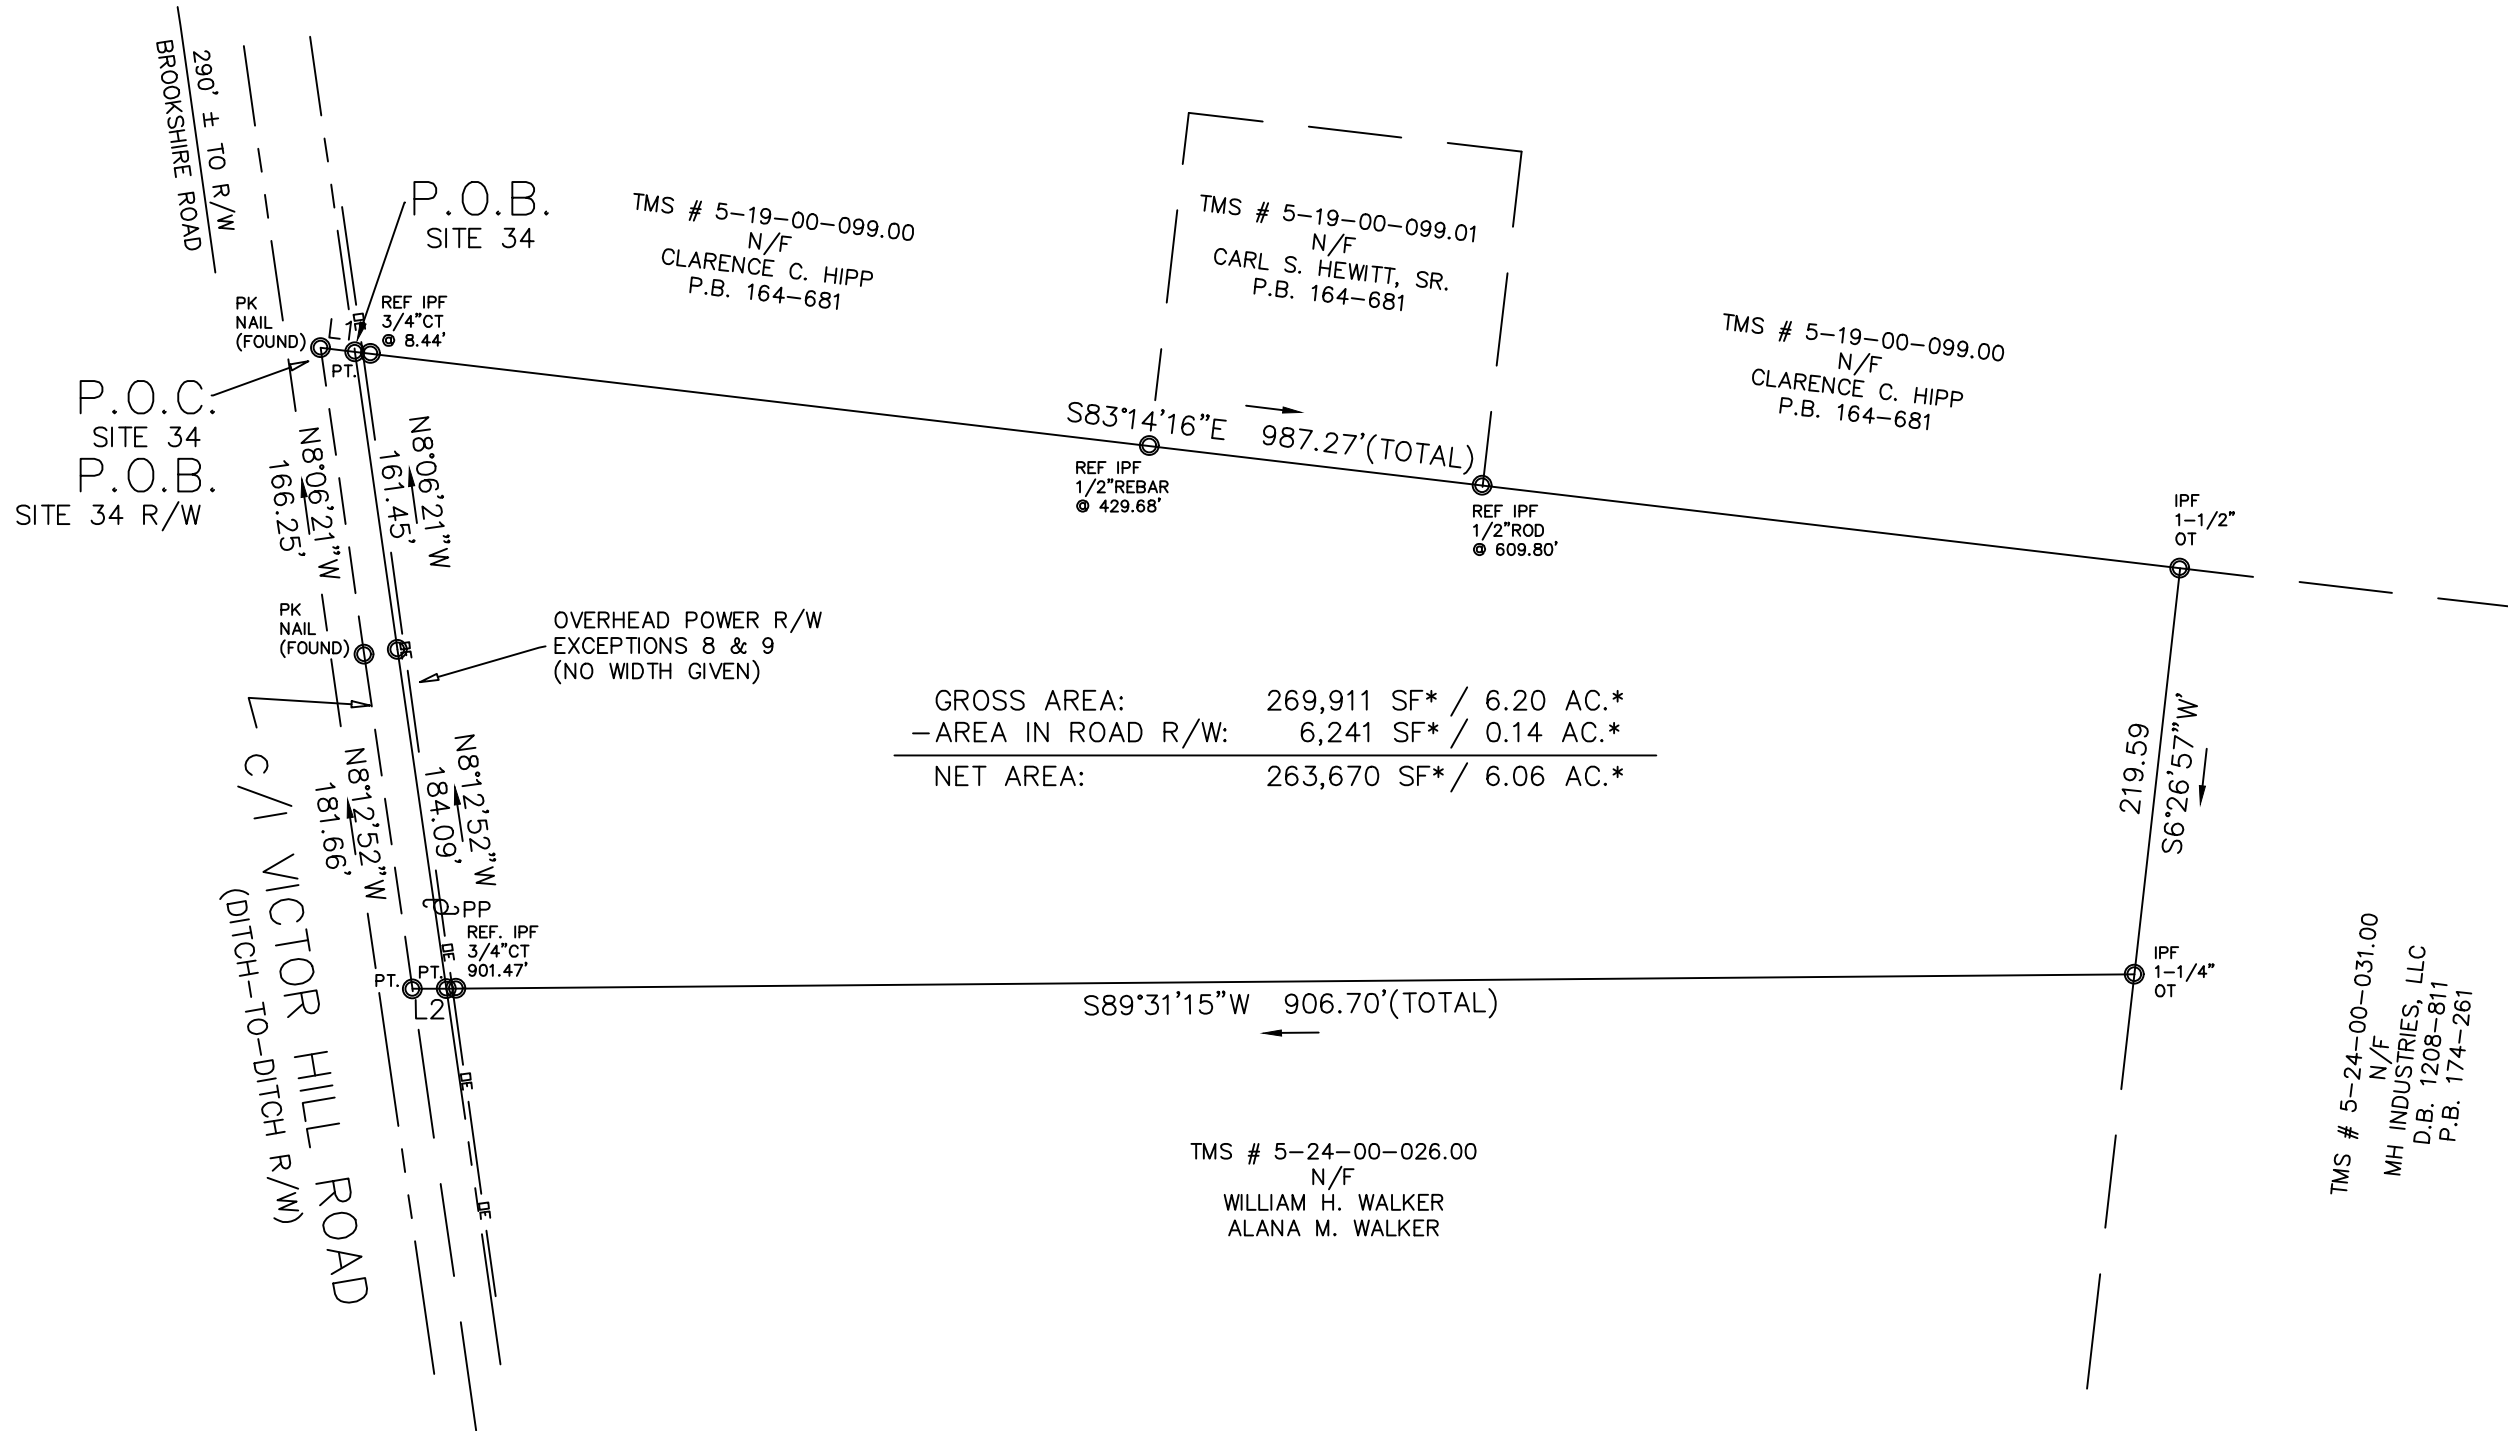 290' ± TO R/W
BROOKSHIRE ROAD
P.O.B.
SITE 34
TMS # 5-19-00-099.00
N/F
CLARENCE C. HIPP
P.B. 164-681
TMS # 5-19-00-099.01
N/F
CARL S. HEWITT, SR.
P.B. 164-681
TMS # 5-19-00-099.00
N/F
CLARENCE C. HIPP
P.B. 164-681
PK
NAIL
(FOUND)
L1
OE
REF IPF
3/4"CT
@ 8.44'
PT.
P.O.C.
SITE 34
P.O.B.
SITE 34 R/W
N8°06'21"W
166.25'
N8°06'21"W
161.45'
S83°14'16"E 987.27'(TOTAL)
REF IPF
1/2"REBAR
@ 429.68'
REF IPF
1/2"ROD
@ 609.80'
IPF
1-1/2"
OT
PK
NAIL
(FOUND)
OE
OVERHEAD POWER R/W
EXCEPTIONS 8 & 9
(NO WIDTH GIVEN)
GROSS AREA: 269,911 SF* / 6.20 AC.*
-AREA IN ROAD R/W: 6,241 SF* / 0.14 AC.*
NET AREA: 263,670 SF* / 6.06 AC.*
219.59'
S6°26'57"W
C/L VICTOR HILL ROAD
(DITCH-TO-DITCH R/W)
N8°12'52"W
181.66'
N8°12'52"W
184.09'
PP
REF. IPF
3/4"CT
901.47'
OE
PT.
PT.
L2
S89°31'15"W 906.70'(TOTAL)
IPF
1-1/4"
OT
OE
OE
TMS # 5-24-00-026.00
N/F
WILLIAM H. WALKER
ALANA M. WALKER
TMS # 5-24-00-031.00
N/F
MH INDUSTRIES, LLC
D.B. 1208-811
P.B. 174-261